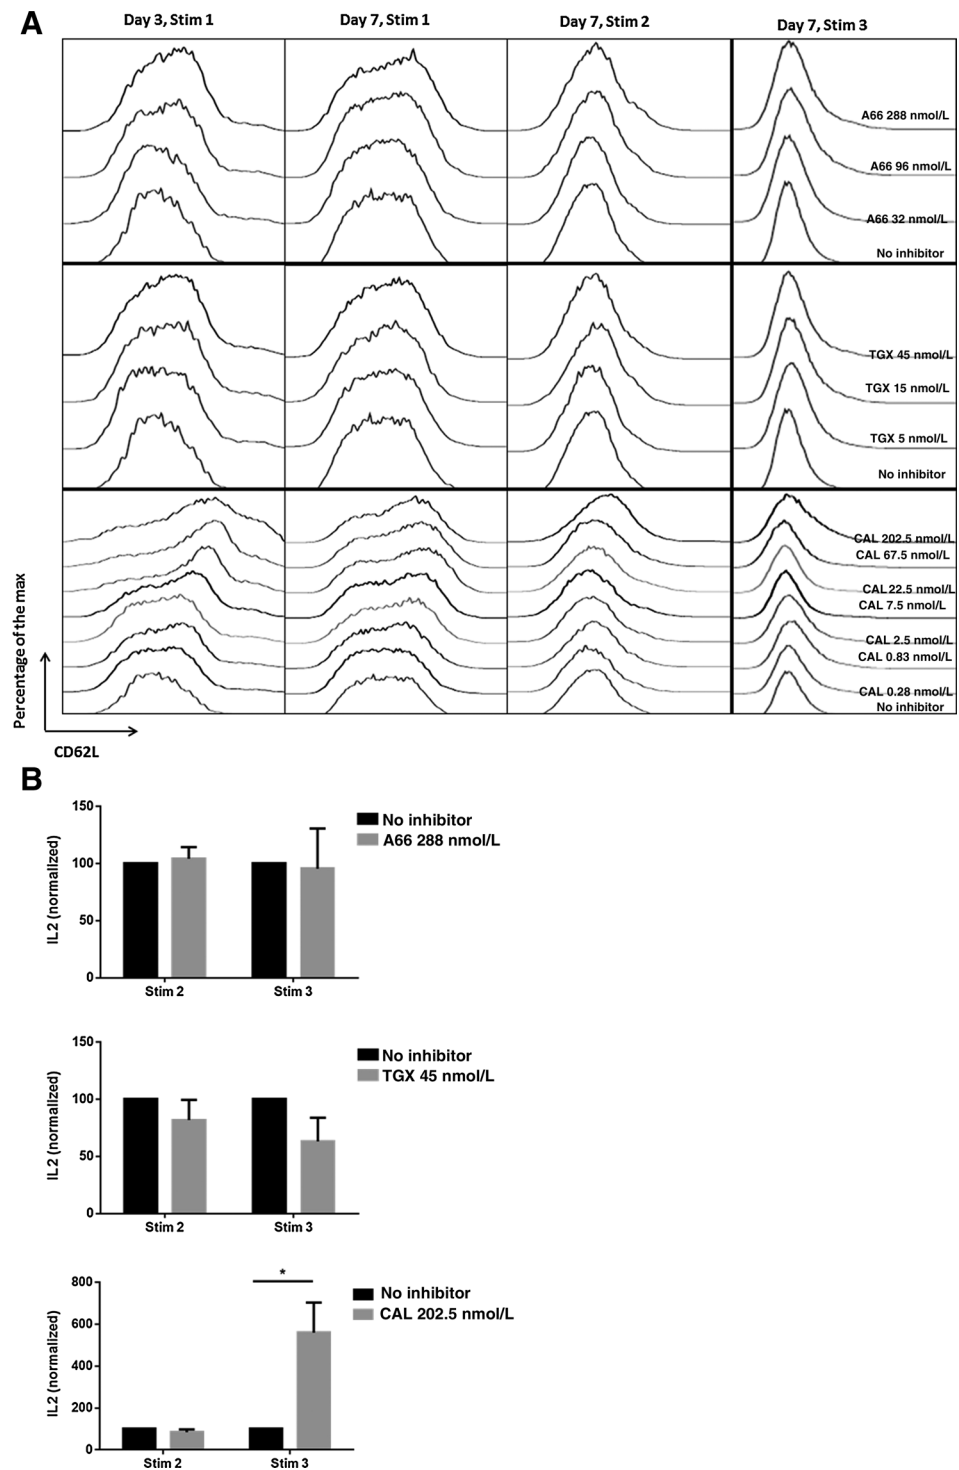 A
Day 3, Stim 1
Day 7, Stim 1
Day 7, Stim 2
Day 7, Stim 3
A66 288 nmol/L
A66 96 nmol/L
A66 32 nmol/L
No inhibitor
TGX 45 nmol/L
TGX 15 nmol/L
TGX 5 nmol/L
No inhibitor
CAL 202.5 nmol/L
CAL 67.5 nmol/L
CAL 22.5 nmol/L
CAL 7.5 nmol/L
CAL 2.5 nmol/L
CAL 0.83 nmol/L
CAL 0.28 nmol/L
No inhibitor
Percentage of the max
CD62L
B
IL2 (normalized)
150
100
50
0
Stim 2
Stim 3
No inhibitor
A66 288 nmol/L
IL2 (normalized)
150
100
50
0
Stim 2
Stim 3
No inhibitor
TGX 45 nmol/L
IL2 (normalized)
800
600
400
200
0
*
Stim 2
Stim 3
No inhibitor
CAL 202.5 nmol/L